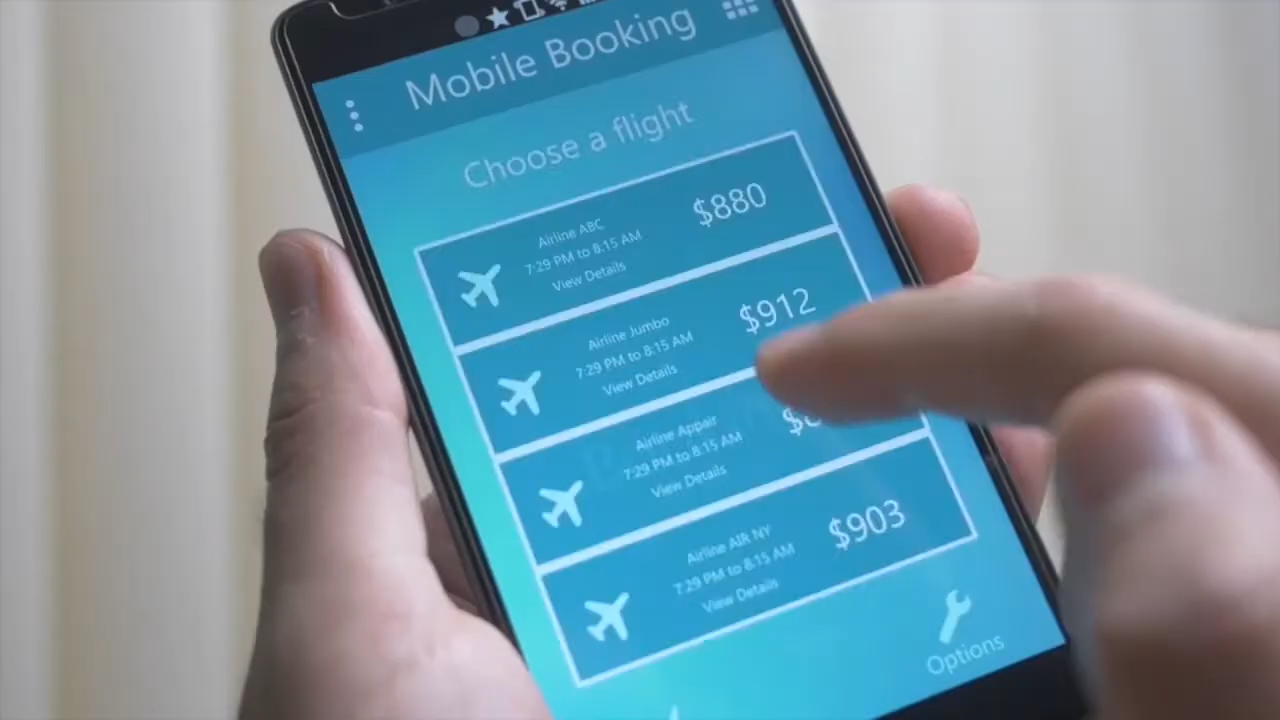 Mobile Booking
Choose a flight
Airline ABC
7:29 PM to 8:15 AM
View Details
$880
Airline Jumbo
7:29 PM to 8:15 AM
View Details
$912
Airline Appair
7:29 PM to 8:15 AM
View Details
Airline AIR NY
7:29 PM to 8:15 AM
View Details
$903
Options